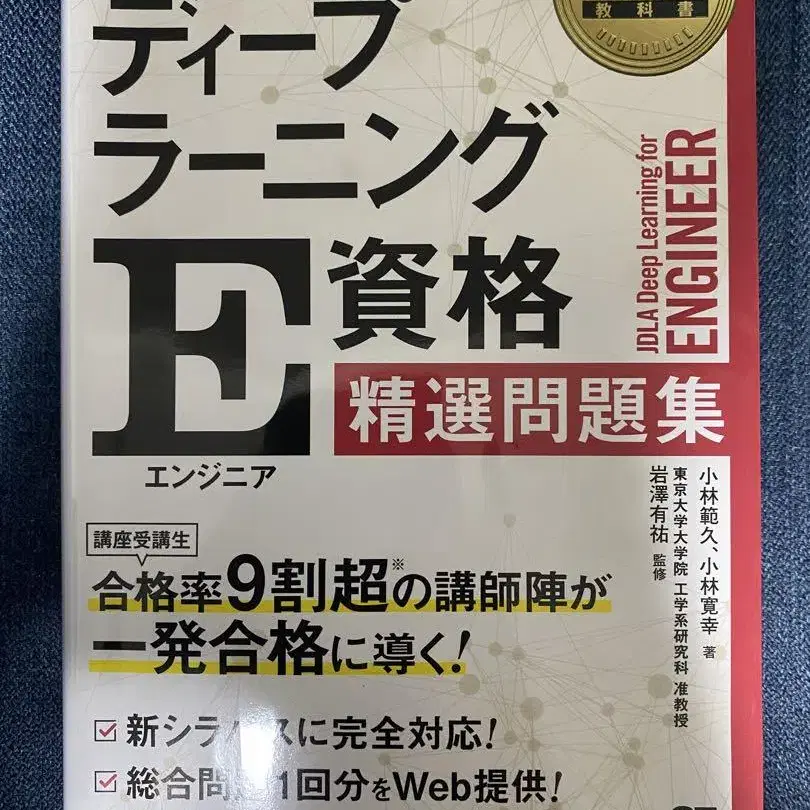 教科書
ディープ
ラーニング
E資格
エンジニア
精選問題集
JDLA Deep Learning for
ENGINEER
小林範久、小林寛幸 著
東京大学大学院 工学系研究科 准教授
岩澤有祐 監修
講座受講生
合格率9割超※の講師陣が
一発合格に導く!
新シラバスに完全対応!
総合問題1回分をWeb提供!